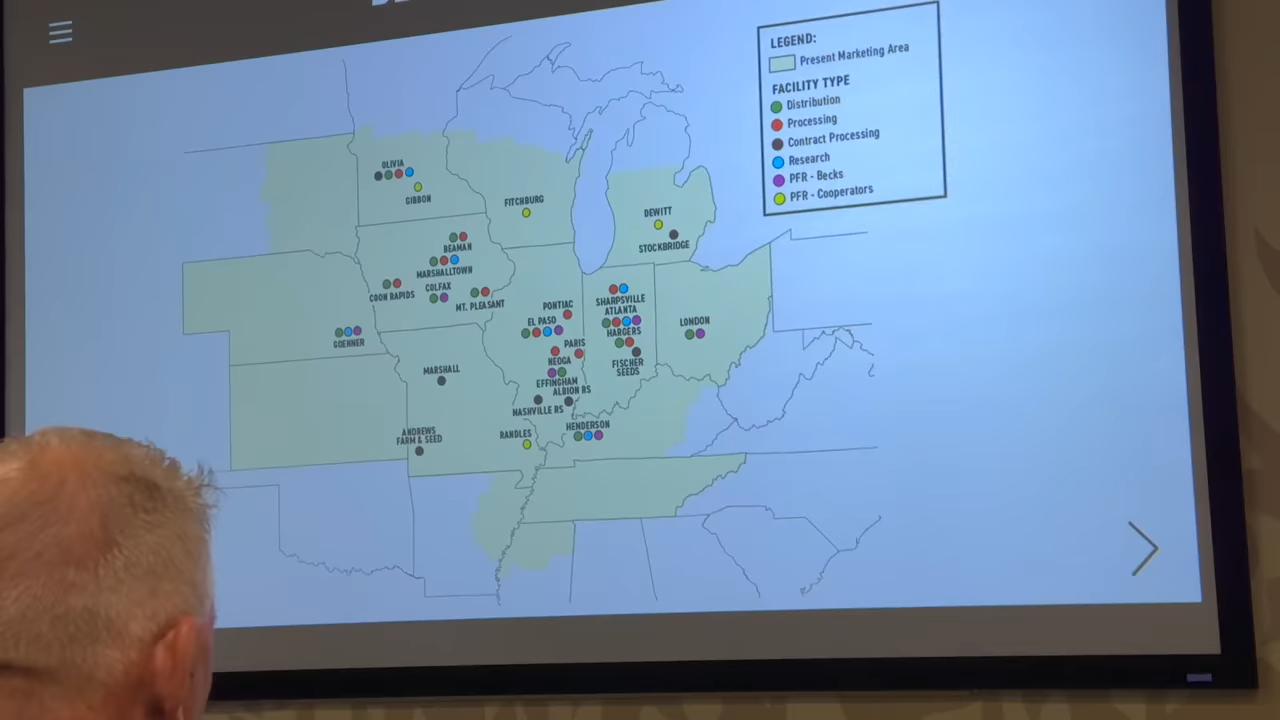 LEGEND:
Present Marketing Area
FACILITY TYPE
Distribution
Processing
Contract Processing
Research
PFR - Becks
PFR - Cooperators
OLIVIA
GIBBON
FITCHBURG
DEWITT
STOCKBRIDGE
BEAMAN
MARSHALLTOWN
COON RAPIDS
COLFAX
MT. PLEASANT
PONTIAC
EL PASO
SHARPSVILLE
ATLANTA
HARGERS
LONDON
GOENNER
PARIS
NEOGA
FISCHER
SEEDS
MARSHALL
EFFINGHAM
ALBION RS
NASHVILLE RS
ANDREWS
FARM & SEED
RANDLES
HENDERSON